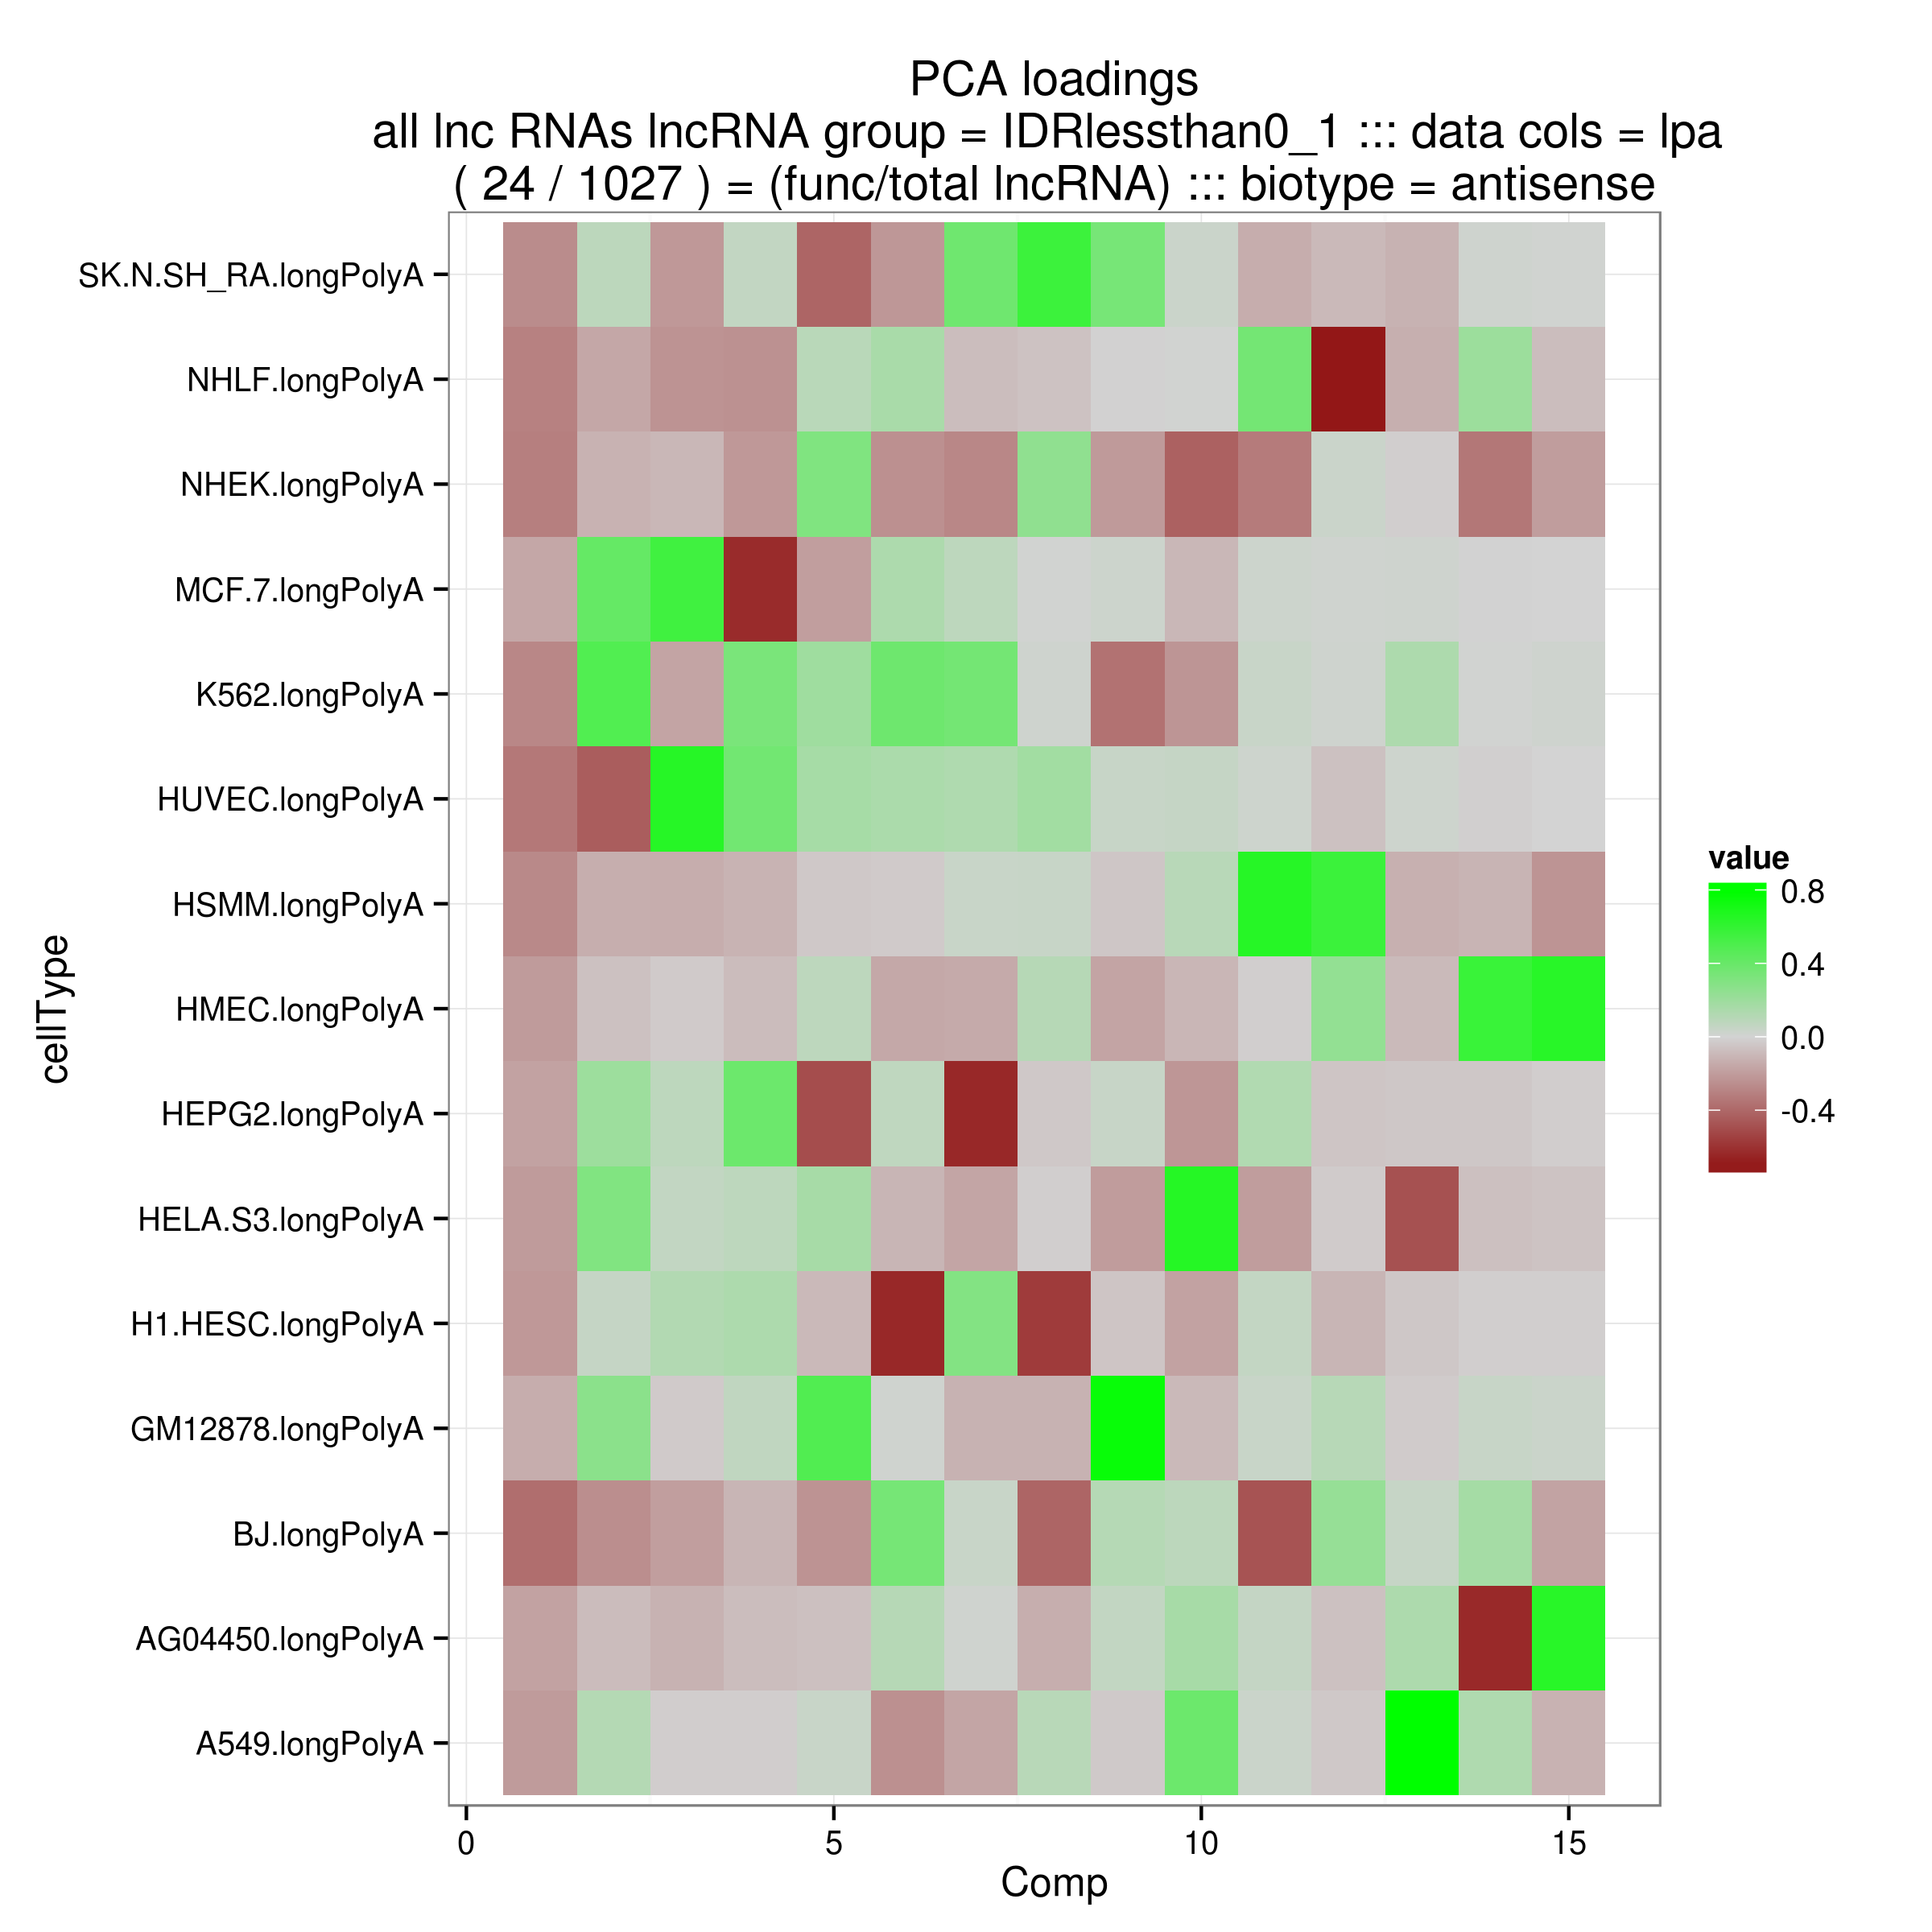 PCA loadings
all lnc RNAs lncRNA group = IDRlessthan0_1 ::: data cols = lpa
( 24 / 1027 ) = (func/total lncRNA) ::: biotype = antisense
SK.N.SH_RA.longPolyA
NHLF.longPolyA
NHEK.longPolyA
MCF.7.longPolyA
K562.longPolyA
HUVEC.longPolyA
HSMM.longPolyA
HMEC.longPolyA
HEPG2.longPolyA
HELA.S3.longPolyA
H1.HESC.longPolyA
GM12878.longPolyA
BJ.longPolyA
AG04450.longPolyA
A549.longPolyA
cellType
0 5 10 15
Comp
value
0.8
0.4
0.0
-0.4